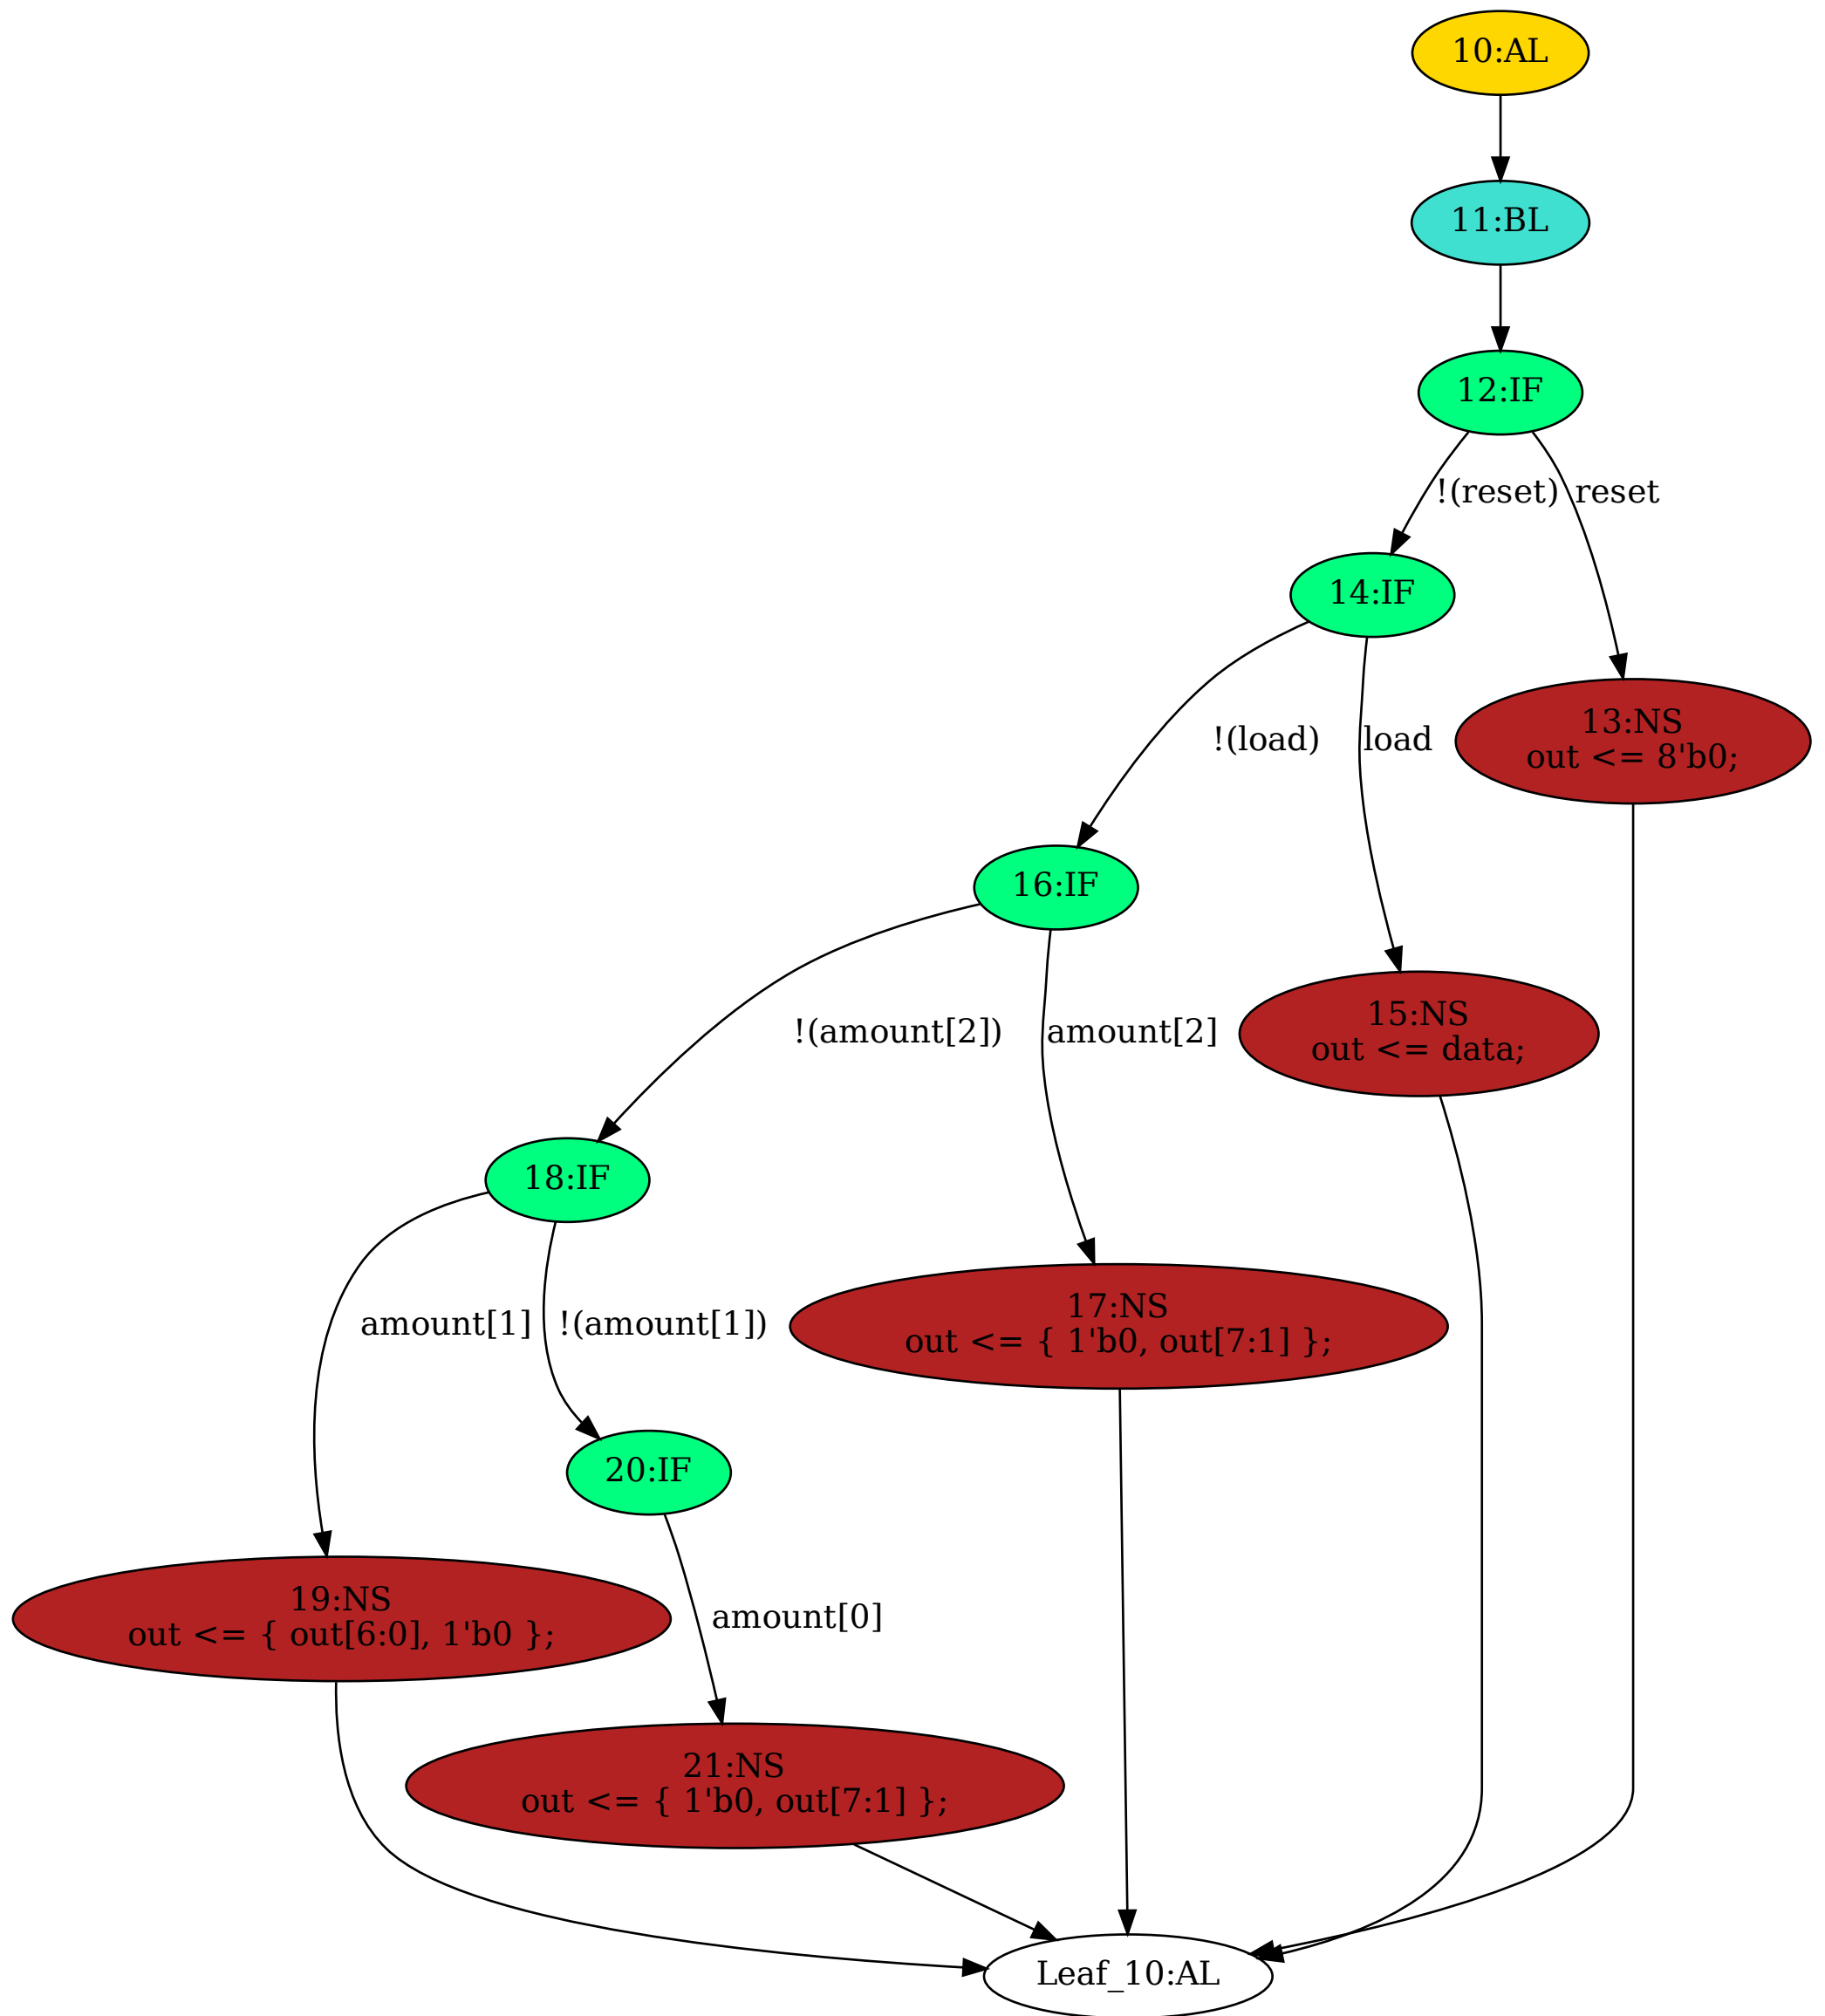 10:AL
11:BL
12:IF
!(reset)
reset
14:IF
13:NS
out <= 8'b0;
!(load)
load
16:IF
15:NS
out <= data;
!(amount[2])
amount[2]
18:IF
17:NS
out <= { 1'b0, out[7:1] };
amount[1]
!(amount[1])
20:IF
19:NS
out <= { out[6:0], 1'b0 };
amount[0]
21:NS
out <= { 1'b0, out[7:1] };
Leaf_10:AL